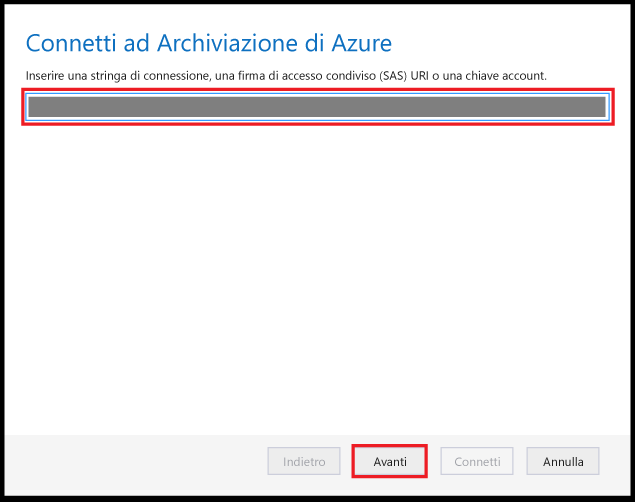 Connetti ad Archiviazione di Azure
Inserire una stringa di connessione, una firma di accesso condiviso (SAS) URI o una chiave account.
Indietro
Avanti
Connetti
Annulla